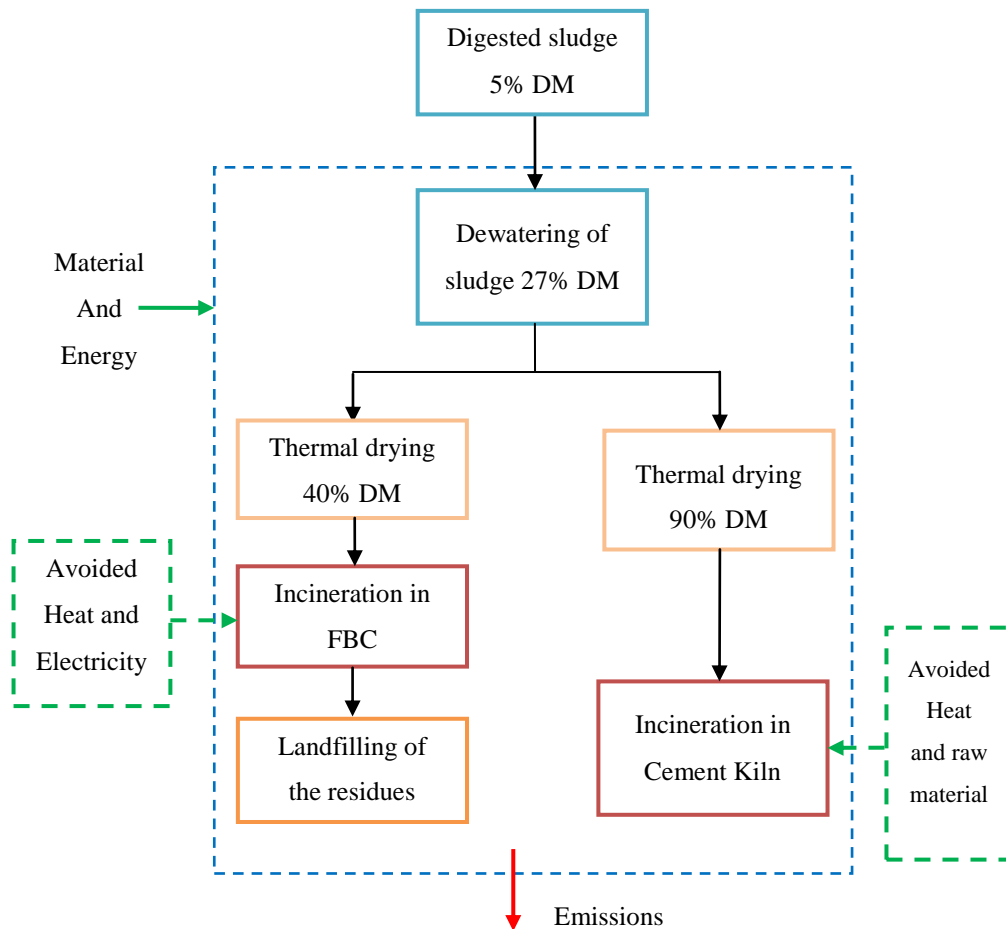 Digested sludge
5% DM
Dewatering of
sludge 27% DM
Material
And
Energy
Thermal drying
40% DM
Thermal drying
90% DM
Avoided
Heat and
Electricity
Incineration in
FBC
Landfilling of
the residues
Incineration in
Cement Kiln
Avoided
Heat
and raw
material
Emissions